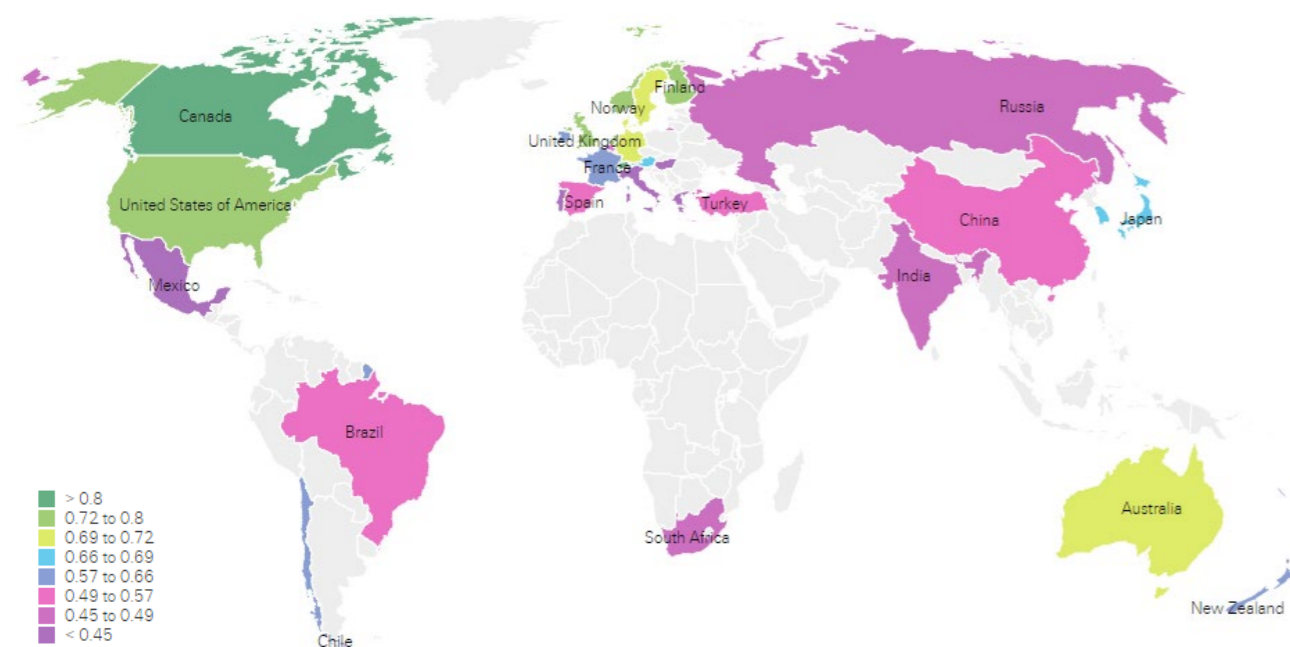 Finland
Canada
Norway
Russia
United Kingdom
France
United States of America
Spain
Turkey
China
Japan
India
Mexico
Brazil
Australia
South Africa
New Zealand
Chile
> 0.8
0.72 to 0.8
0.69 to 0.72
0.66 to 0.69
0.57 to 0.66
0.49 to 0.57
0.45 to 0.49
< 0.45